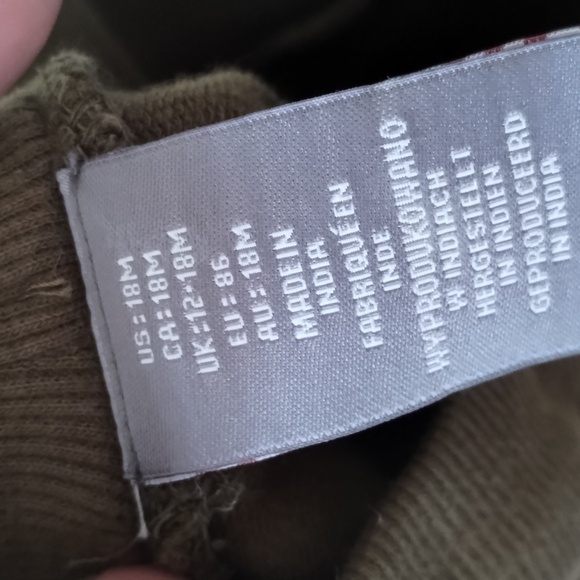 US = 18M
CA = 18M
UK = 12-18M
EU = 86
AU = 18M
MADE IN
INDIA
FABRIQUÉ EN
INDE
WYPRODUKOWANO
W INDIACH
HERGESTELLT
IN INDIEN
GEPRODUCEERD
IN INDIA